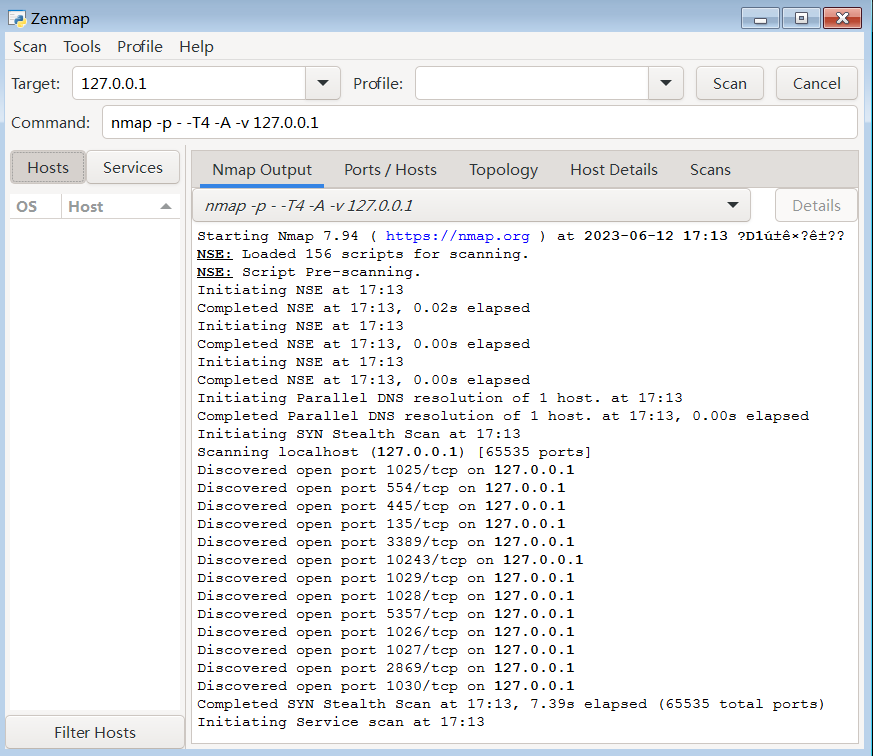 Zenmap
Scan Tools Profile Help
Target: 127.0.0.1 Profile: Scan Cancel
Command: nmap -p - -T4 -A -v 127.0.0.1
Hosts Services
OS Host
Nmap Output Ports / Hosts Topology Host Details Scans
nmap -p - -T4 -A -v 127.0.0.1 Details
Starting Nmap 7.94 ( https://nmap.org ) at 2023-06-12 17:13 ?D1ú±ê×?ê±??
NSE: Loaded 156 scripts for scanning.
NSE: Script Pre-scanning.
Initiating NSE at 17:13
Completed NSE at 17:13, 0.02s elapsed
Initiating NSE at 17:13
Completed NSE at 17:13, 0.00s elapsed
Initiating NSE at 17:13
Completed NSE at 17:13, 0.00s elapsed
Initiating Parallel DNS resolution of 1 host. at 17:13
Completed Parallel DNS resolution of 1 host. at 17:13, 0.00s elapsed
Initiating SYN Stealth Scan at 17:13
Scanning localhost (127.0.0.1) [65535 ports]
Discovered open port 1025/tcp on 127.0.0.1
Discovered open port 554/tcp on 127.0.0.1
Discovered open port 445/tcp on 127.0.0.1
Discovered open port 135/tcp on 127.0.0.1
Discovered open port 3389/tcp on 127.0.0.1
Discovered open port 10243/tcp on 127.0.0.1
Discovered open port 1029/tcp on 127.0.0.1
Discovered open port 1028/tcp on 127.0.0.1
Discovered open port 5357/tcp on 127.0.0.1
Discovered open port 1026/tcp on 127.0.0.1
Discovered open port 1027/tcp on 127.0.0.1
Discovered open port 2869/tcp on 127.0.0.1
Discovered open port 1030/tcp on 127.0.0.1
Completed SYN Stealth Scan at 17:13, 7.39s elapsed (65535 total ports)
Initiating Service scan at 17:13
Filter Hosts